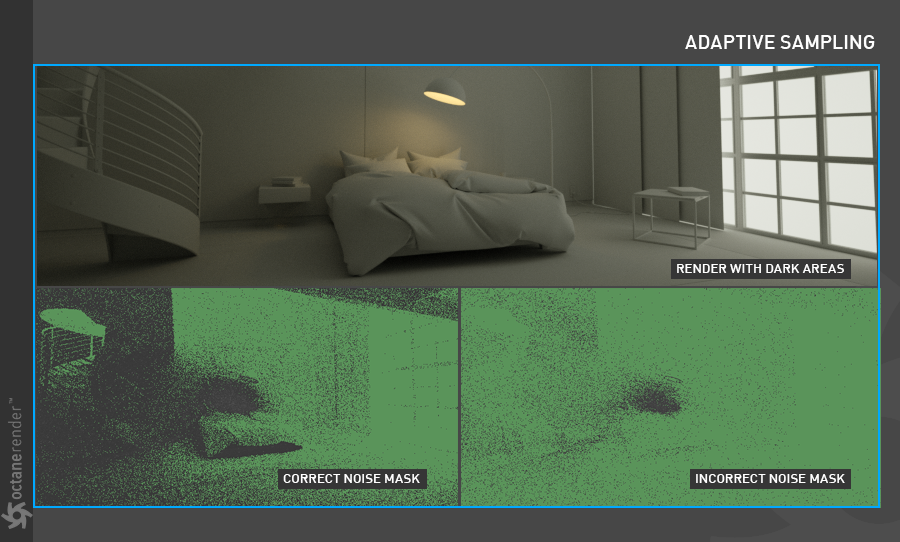 ADAPTIVE SAMPLING
RENDER WITH DARK AREAS
CORRECT NOISE MASK
INCORRECT NOISE MASK
octanerender™